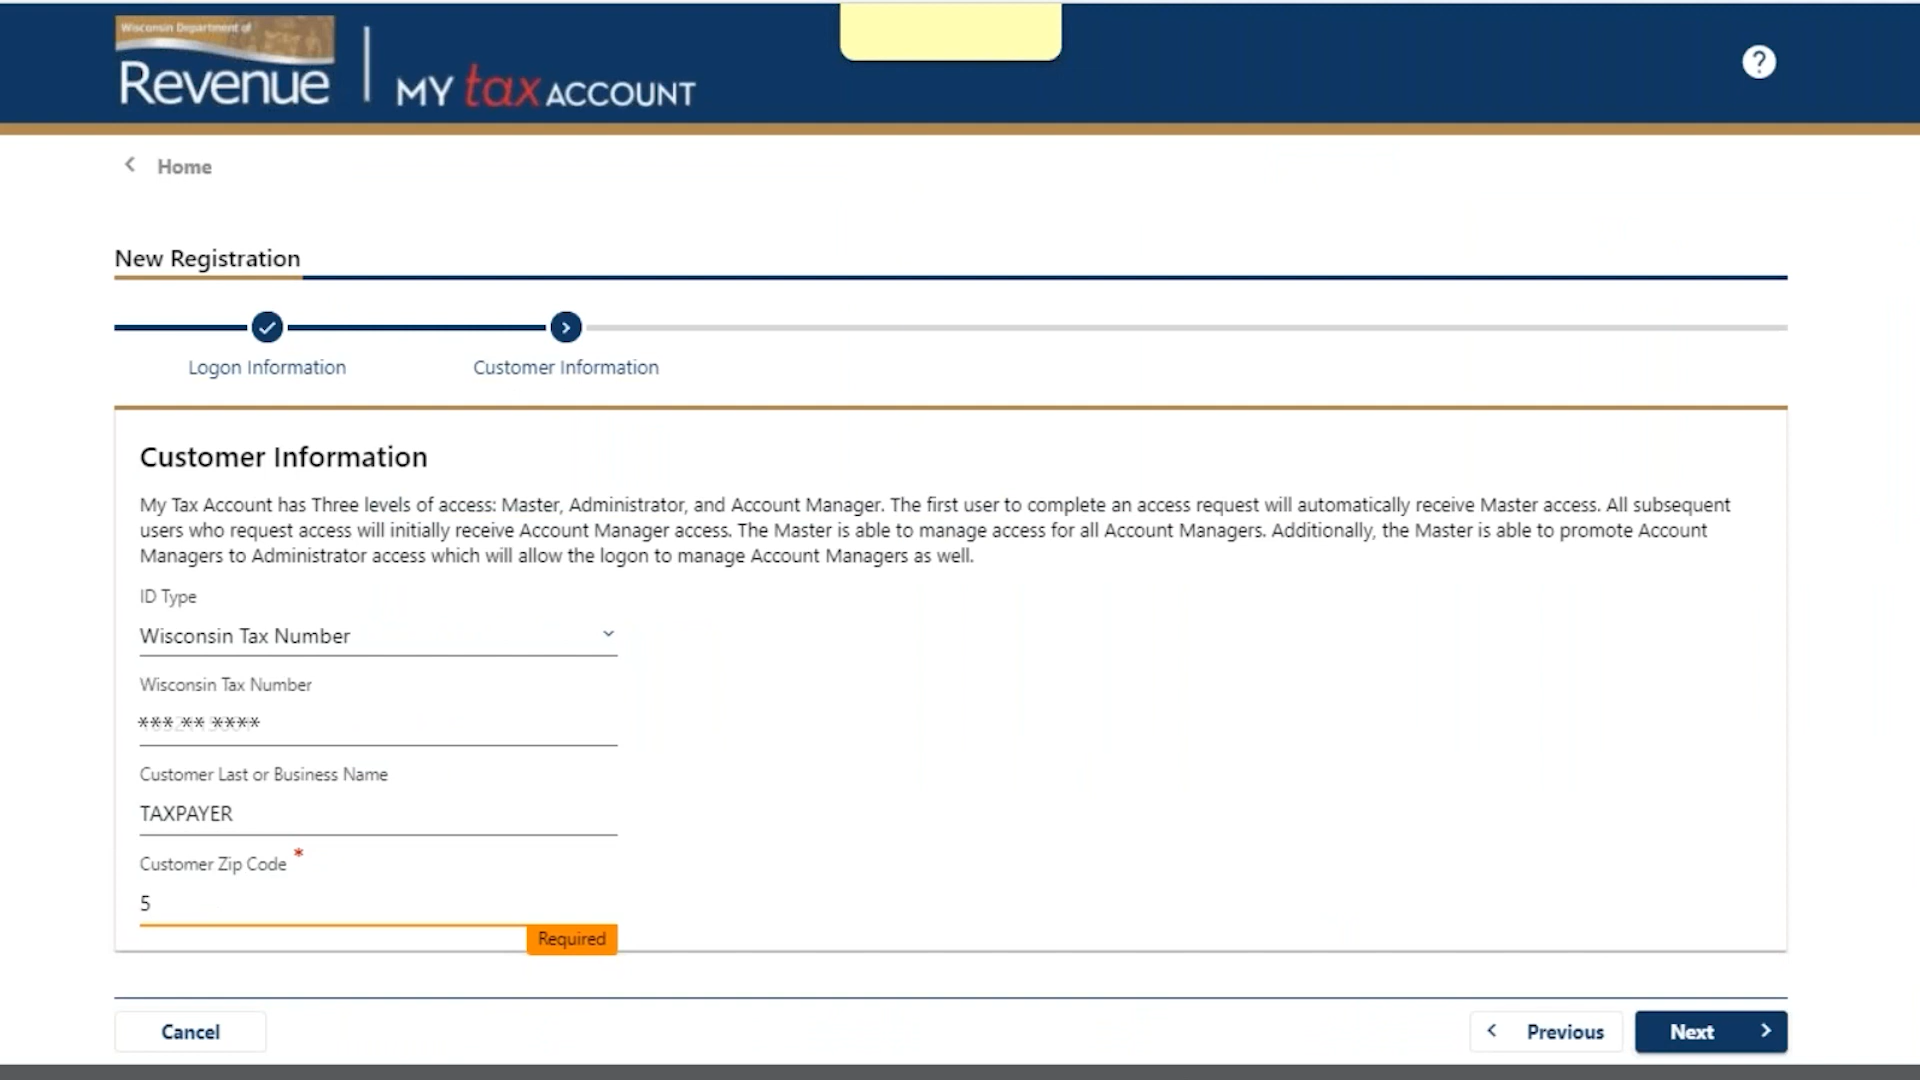 Wisconsin Department of
Revenue
MY tax ACCOUNT
?
Home
New Registration
Logon Information
Customer Information
Customer Information
My Tax Account has Three levels of access: Master, Administrator, and Account Manager. The first user to complete an access request will automatically receive Master access. All subsequent
users who request access will initially receive Account Manager access. The Master is able to manage access for all Account Managers. Additionally, the Master is able to promote Account
Managers to Administrator access which will allow the logon to manage Account Managers as well.
ID Type
Wisconsin Tax Number
Wisconsin Tax Number
*** ** ****
Customer Last or Business Name
TAXPAYER
Customer Zip Code *
5
Required
Cancel
Previous
Next